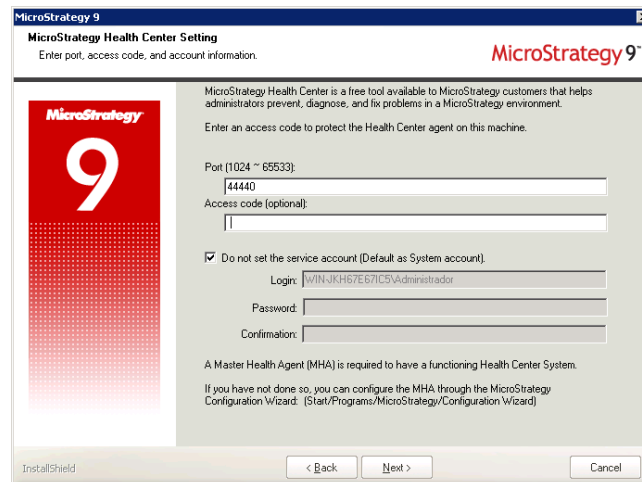 MicroStrategy 9
MicroStrategy Health Center Setting
Enter port, access code, and account information.
MicroStrategy 9™
MicroStrategy
9
MicroStrategy Health Center is a free tool available to MicroStrategy customers that helps
administrators prevent, diagnose, and fix problems in a MicroStrategy environment.
Enter an access code to protect the Health Center agent on this machine.
Port (1024 ~ 65533):
44440
Access code (optional):
Do not set the service account (Default as System account).
Login: WIN-JKH67E67IC5\Administrador
Password:
Confirmation:
A Master Health Agent (MHA) is required to have a functioning Health Center System.
If you have not done so, you can configure the MHA through the MicroStrategy
Configuration Wizard: (Start/Programs/MicroStrategy/Configuration Wizard)
InstallShield
< Back
Next >
Cancel